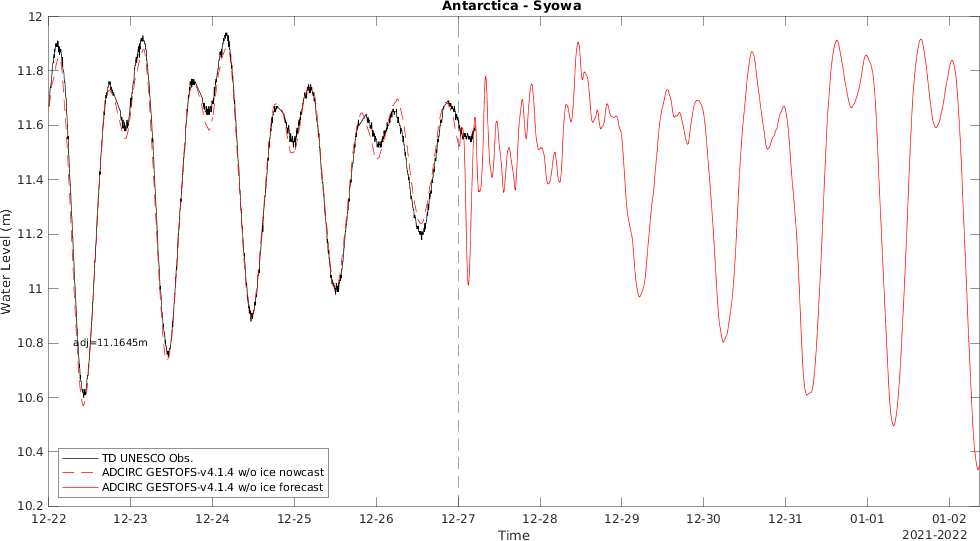 Antarctica - Syowa
Water Level (m)
12
11.8
11.6
11.4
11.2
11
10.8
10.6
10.4
10.2
adj=11.1645m
TD UNESCO Obs.
ADCIRC GESTOFS-v4.1.4 w/o ice nowcast
ADCIRC GESTOFS-v4.1.4 w/o ice forecast
12-22 12-23 12-24 12-25 12-26 12-27 12-28 12-29 12-30 12-31 01-01 01-02
Time
2021-2022